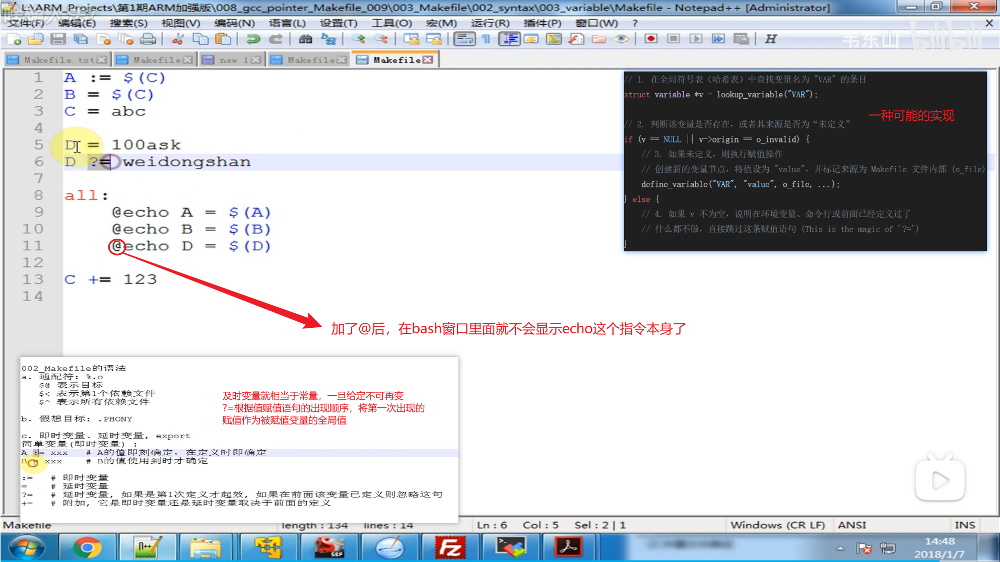 L:\ARM_Projects\第1期ARM加强版\008_gcc_pointer_Makefile_009\003_Makefile\002_syntax\003_variable\Makefile - Notepad++ [Administrator]
文件(F) 编辑(E) 搜索(S) 视图(V) 编码(N) 语言(L) 设置(T) 工具(O) 宏(M) 运行(R) 插件(P) 窗口(W) ? X
韦东山 bilibili
Makefile.txt Makefile new 1 Makefile Makefile
1 A := $(C)
2 B = $(C)
3 C = abc
4
5 D = 100ask
6 D ?= weidongshan
7
8 all:
9 @echo A = $(A)
10 @echo B = $(B)
11 @echo D = $(D)
12
13 C += 123
14
// 1. 在全局符号表（哈希表）中查找变量名为 "VAR" 的条目
struct variable *v = lookup_variable("VAR");
一种可能的实现
// 2. 判断该变量是否存在，或者其来源是否为“未定义”
if (v == NULL || v->origin == o_invalid) {
// 3. 如果未定义，则执行赋值操作
// 创建新的变量节点，将值设为 "value"，并标记来源为 Makefile 文件内部 (o_file)
define_variable("VAR", "value", o_file, ...);
} else {
// 4. 如果 v 不为空，说明在环境变量、命令行或前面已经定义过了
// 什么都不做，直接跳过这条赋值语句 (This is the magic of '?=')
}
加了@后，在bash窗口里面就不会显示echo这个指令本身了
002_Makefile的语法
a. 通配符: %.o
$@ 表示目标
$< 表示第1个依赖文件
$^ 表示所有依赖文件
b. 假想目标: .PHONY
c. 即时变量、延时变量, export
简单变量(即时变量) :
A := xxx # A的值即刻确定，在定义时即确定
B = xxx # B的值使用到时才确定
:= # 即时变量
= # 延时变量
?= # 延时变量, 如果是第1次定义才起效, 如果在前面该变量已定义则忽略这句
+= # 附加, 它是即时变量还是延时变量取决于前面的定义
及时变量就相当于常量，一旦给定不可再变
?=根据值赋值语句的出现顺序，将第一次出现的
赋值作为被赋值变量的全局值
Makefile length : 134 lines : 14 Ln : 6 Col : 5 Sel : 2 | 1 Windows (CR LF) ANSI INS
14:48
2018/1/7